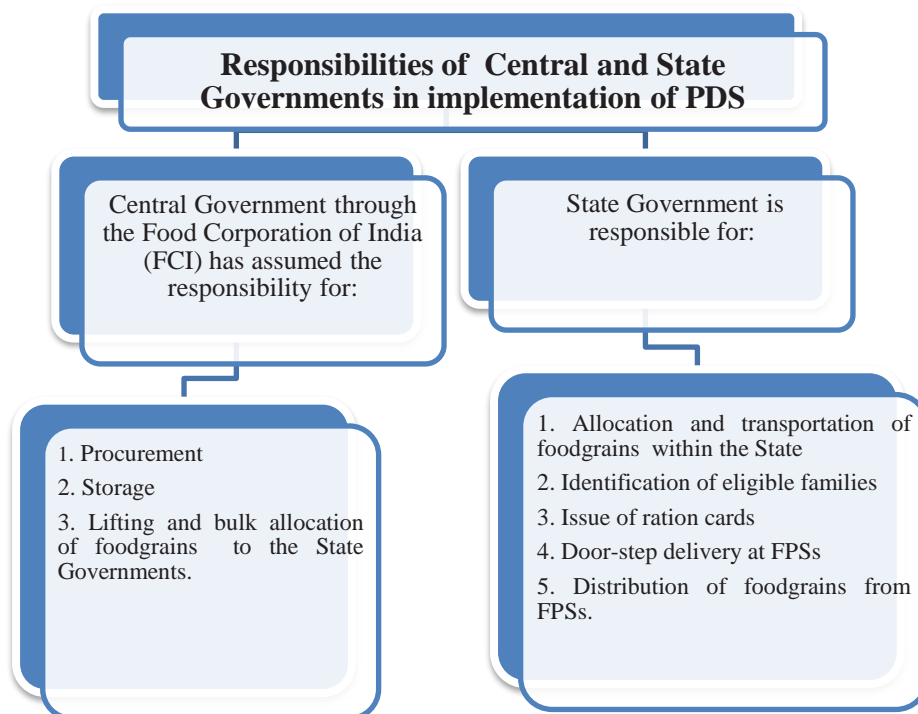 Responsibilities of Central and State
Governments in implementation of PDS
Central Government through
the Food Corporation of India
(FCI) has assumed the
responsibility for:
State Government is
responsible for:
1. Procurement
2. Storage
3. Lifting and bulk allocation
of foodgrains to the State
Governments.
1. Allocation and transportation of
foodgrains within the State
2. Identification of eligible families
3. Issue of ration cards
4. Door-step delivery at FPSs
5. Distribution of foodgrains from
FPSs.